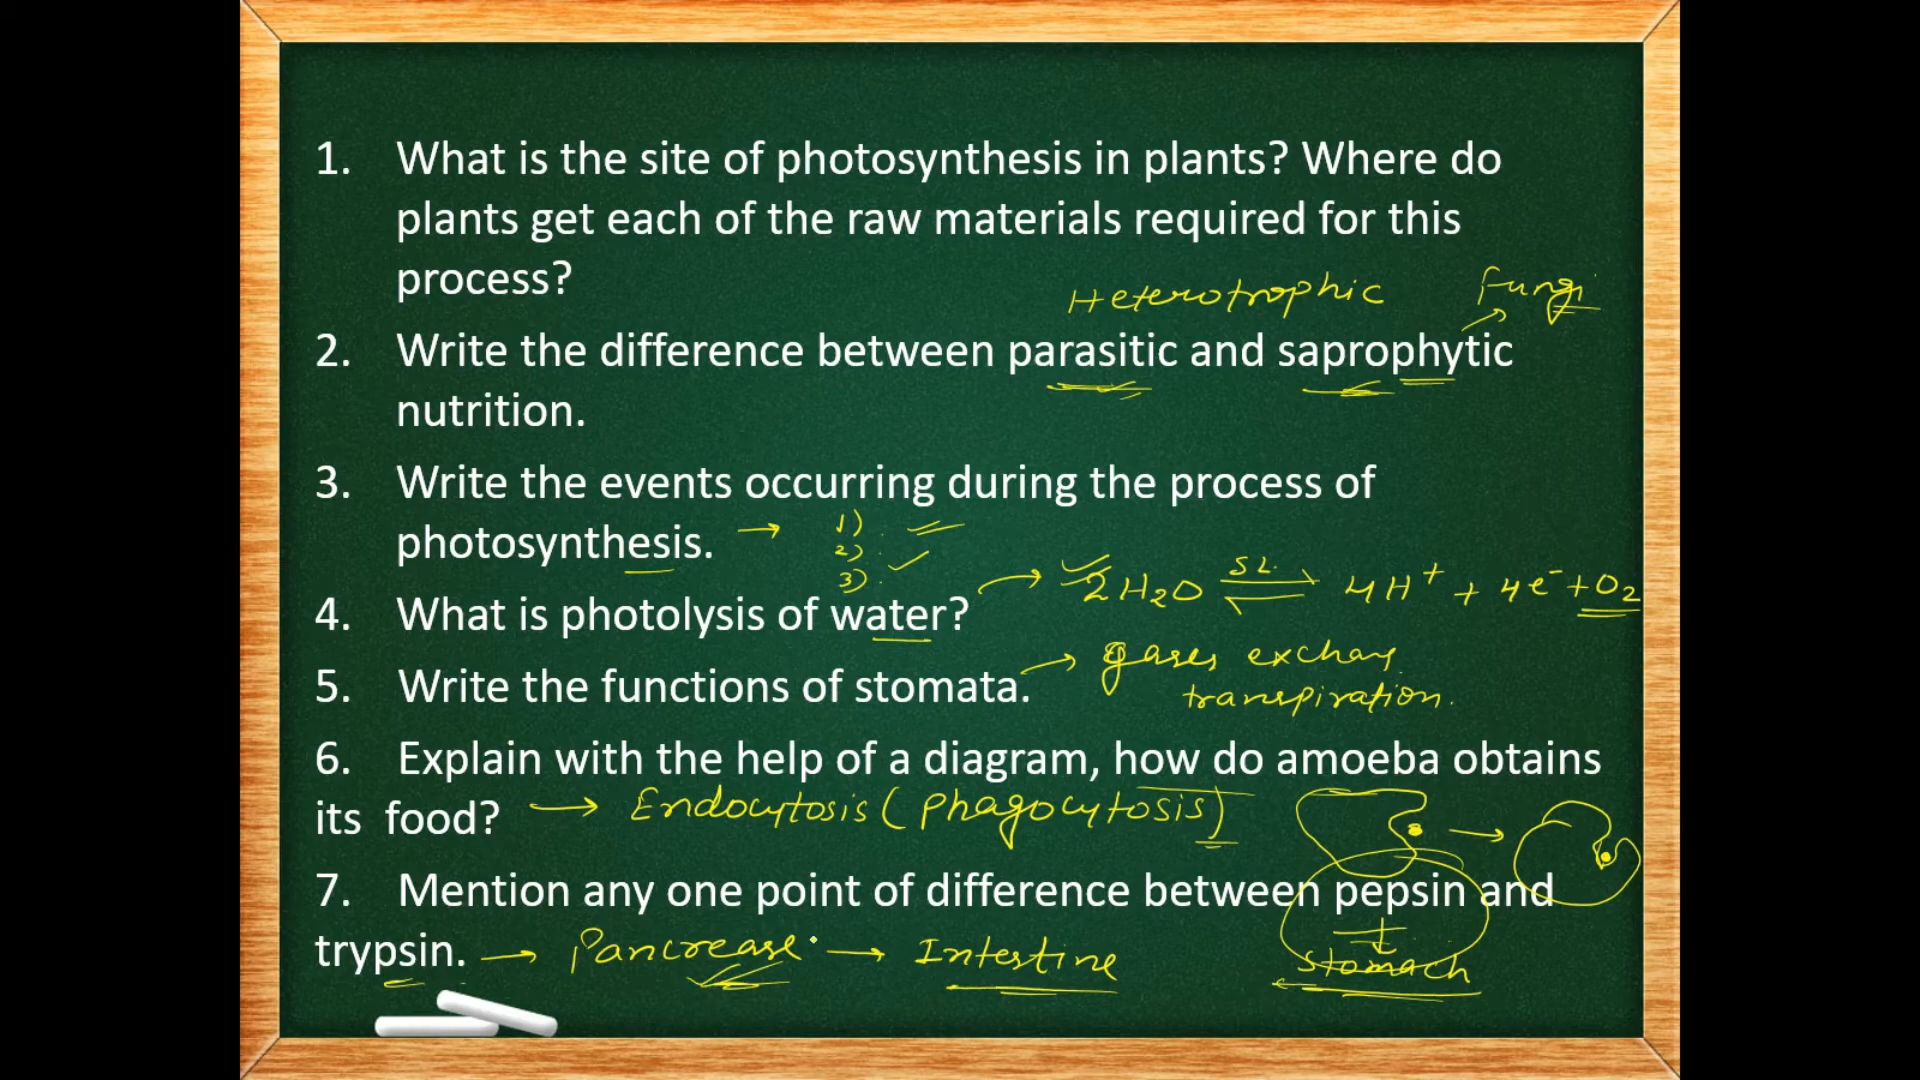 1. What is the site of photosynthesis in plants? Where do
plants get each of the raw materials required for this
process?
Heterotrophic Fungi
2. Write the difference between parasitic and saprophytic
nutrition.
3. Write the events occurring during the process of
photosynthesis. → 1)
2)
3)
4. What is photolysis of water? → 2H₂O ⇌ 4H⁺ + 4e⁻ + O₂
5. Write the functions of stomata. → gases
transpiration.
6. Explain with the help of a diagram, how do amoeba obtains
its food? → Endocytosis (Phagocytosis) →
7. Mention any one point of difference between pepsin and
trypsin. → Pancrease → Intestine
Stomach